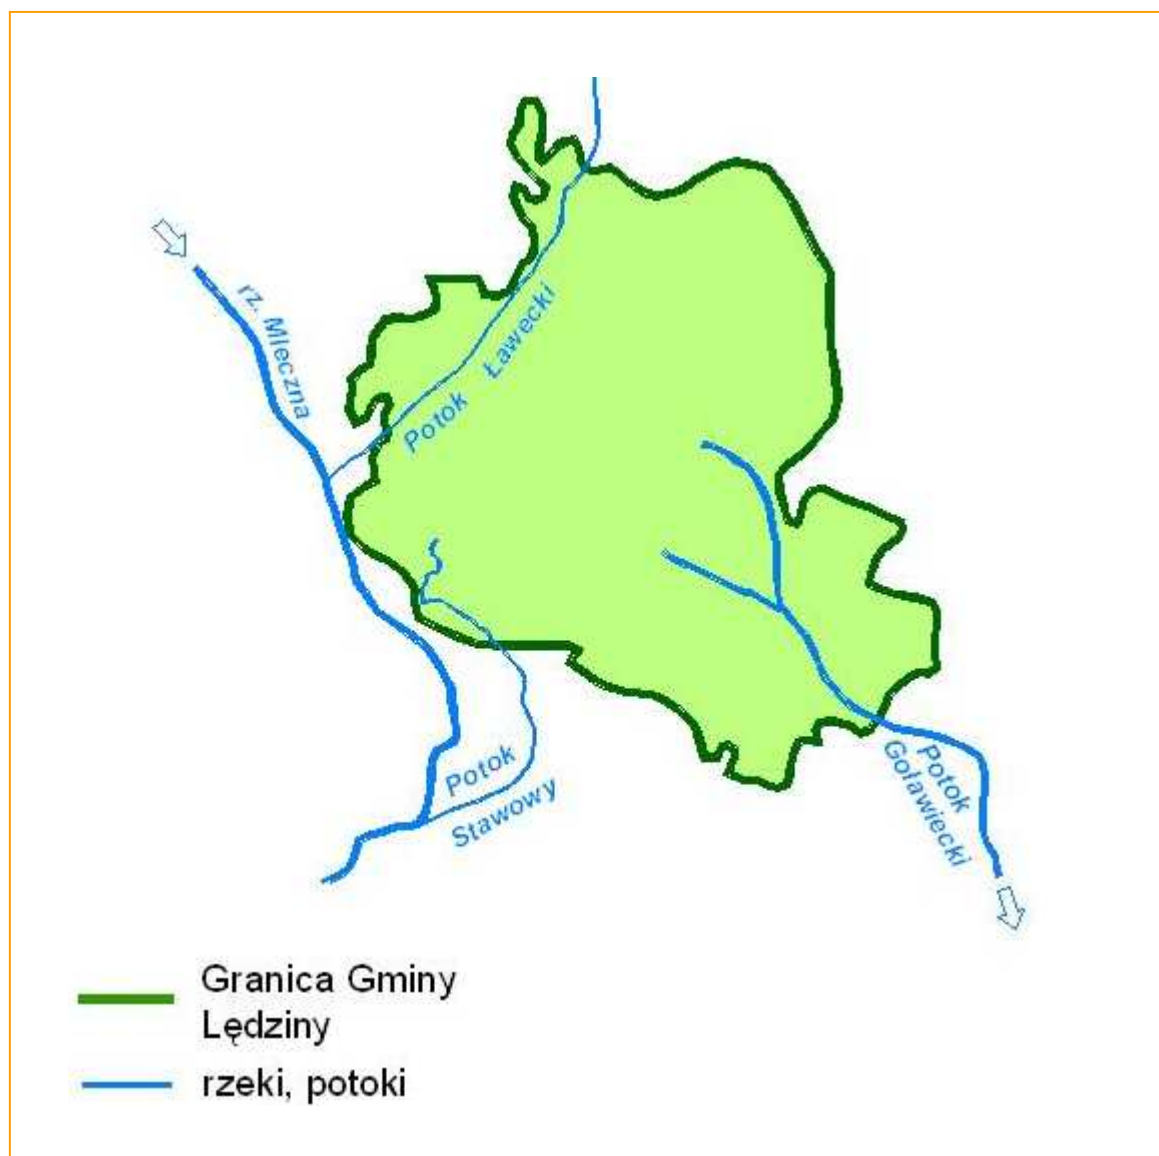 rz. Mleczna
Potok Ławecki
Potok
Stawowy
Potok
Goławiecki
Granica Gminy
Lędziny
rzeki, potoki